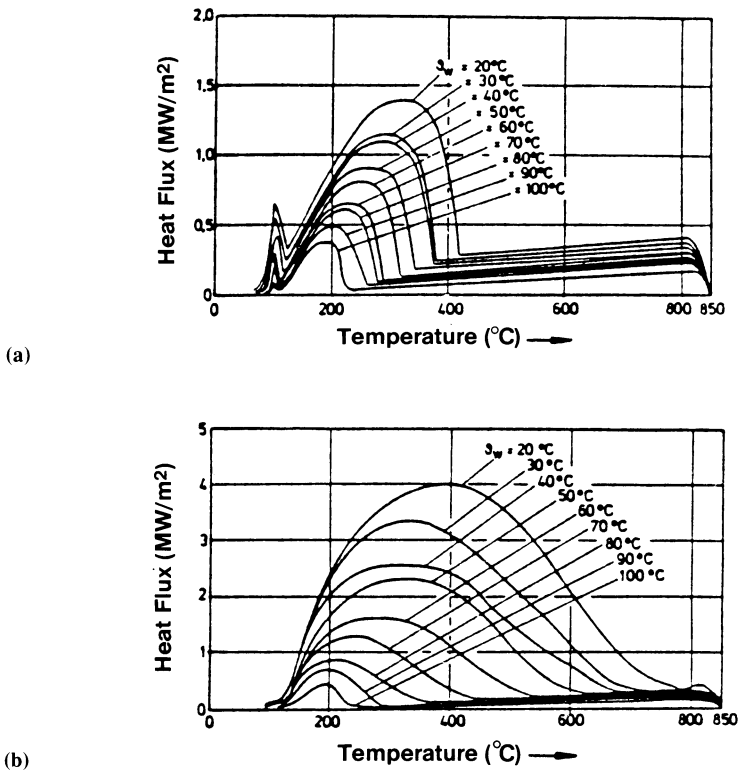 2.0
ϑw = 20°C
= 30°C
= 40°C
= 50°C
= 60°C
= 70°C
= 80°C
= 90°C
= 100°C
1.5
1.0
0.5
0
Heat Flux (MW/m2)
0 200 400 600 800 850
Temperature (°C)
(a)
5
4
3
2
1
0
ϑw = 20 °C
30 °C
40 °C
50 °C
60 °C
70 °C
80 °C
90 °C
100 °C
Heat Flux (MW/m2)
0 200 400 600 800 850
Temperature (°C)
(b)